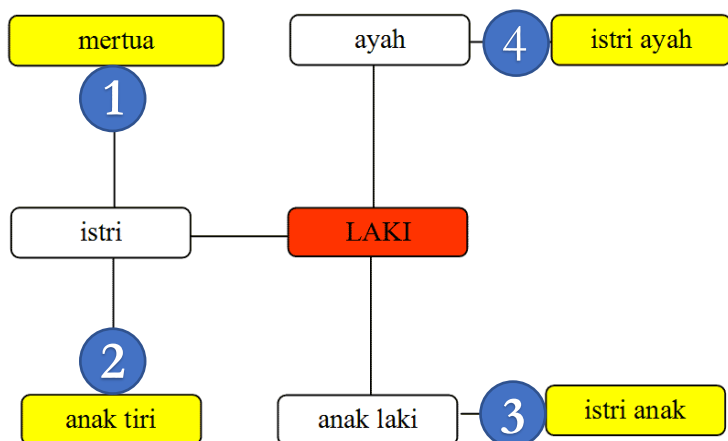 mertua
ayah
4
istri ayah
1
istri
LAKI
2
anak tiri
anak laki
3
istri anak